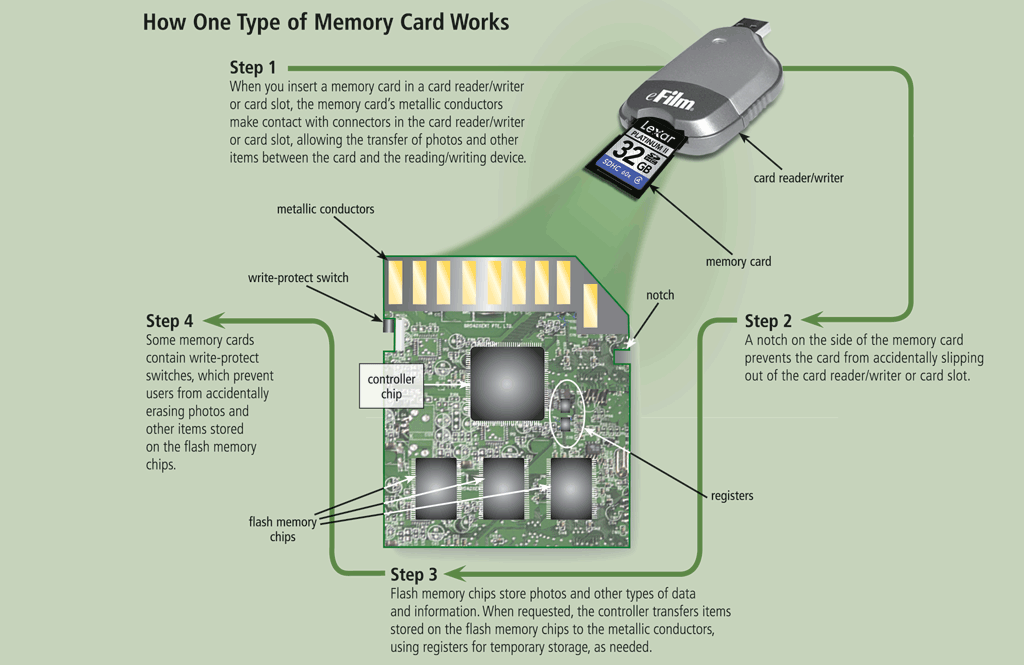 How One Type of Memory Card Works
Step 1
When you insert a memory card in a card reader/writer
or card slot, the memory card's metallic conductors
make contact with connectors in the card reader/writer
or card slot, allowing the transfer of photos and other
items between the card and the reading/writing device.
eFilm
Lexar
PLATINUM II
32 GB
SDHC 60x 4
card reader/writer
metallic conductors
memory card
write-protect switch
notch
Step 4
Some memory cards
contain write-protect
switches, which prevent
users from accidentally
erasing photos and
other items stored
on the flash memory
chips.
Step 2
A notch on the side of the memory card
prevents the card from accidentally slipping
out of the card reader/writer or card slot.
controller
chip
registers
flash memory
chips
Step 3
Flash memory chips store photos and other types of data
and information. When requested, the controller transfers items
stored on the flash memory chips to the metallic conductors,
using registers for temporary storage, as needed.